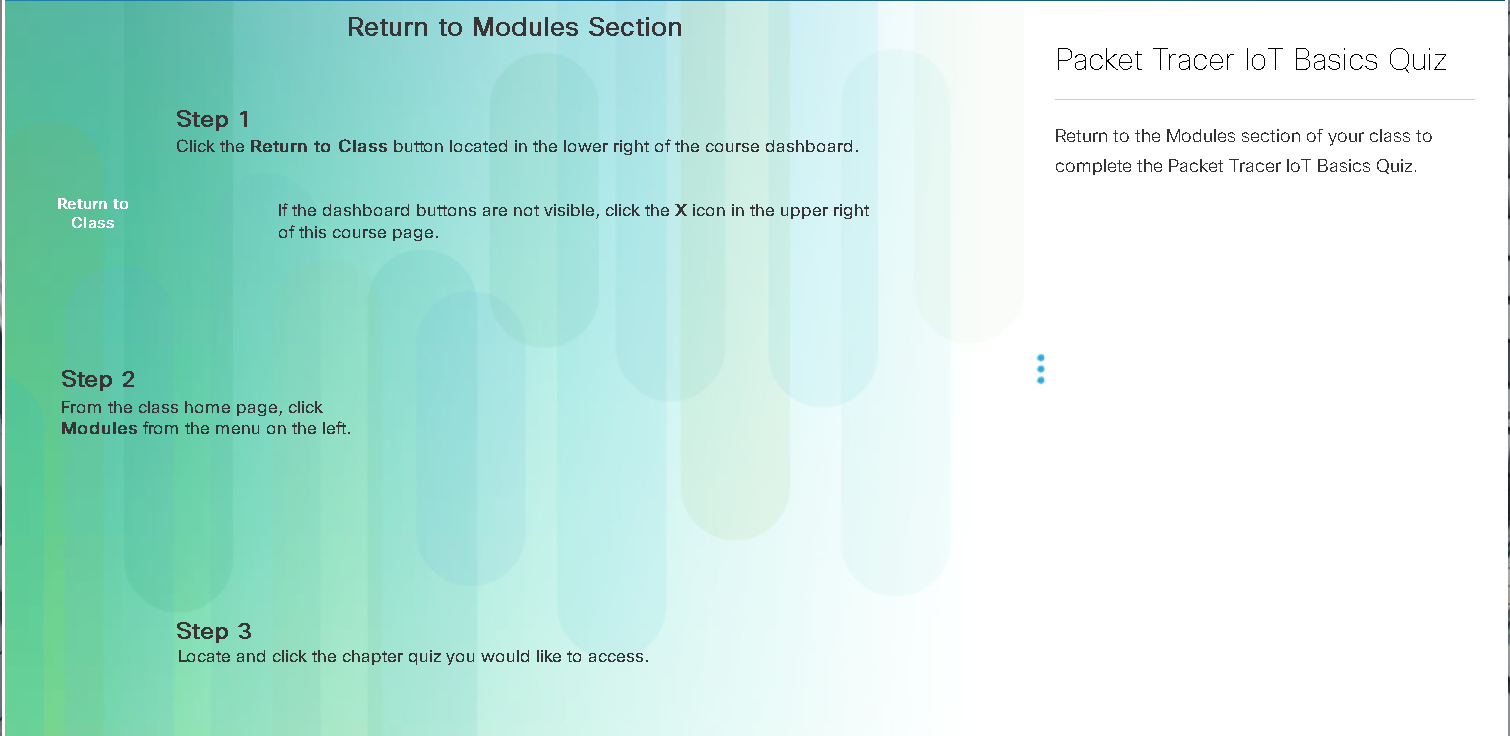 Return to Modules Section
Step 1
Click the Return to Class button located in the lower right of the course dashboard.
Return to
Class
If the dashboard buttons are not visible, click the X icon in the upper right
of this course page.
Step 2
From the class home page, click
Modules from the menu on the left.
Step 3
Locate and click the chapter quiz you would like to access.
Packet Tracer IoT Basics Quiz
Return to the Modules section of your class to
complete the Packet Tracer IoT Basics Quiz.